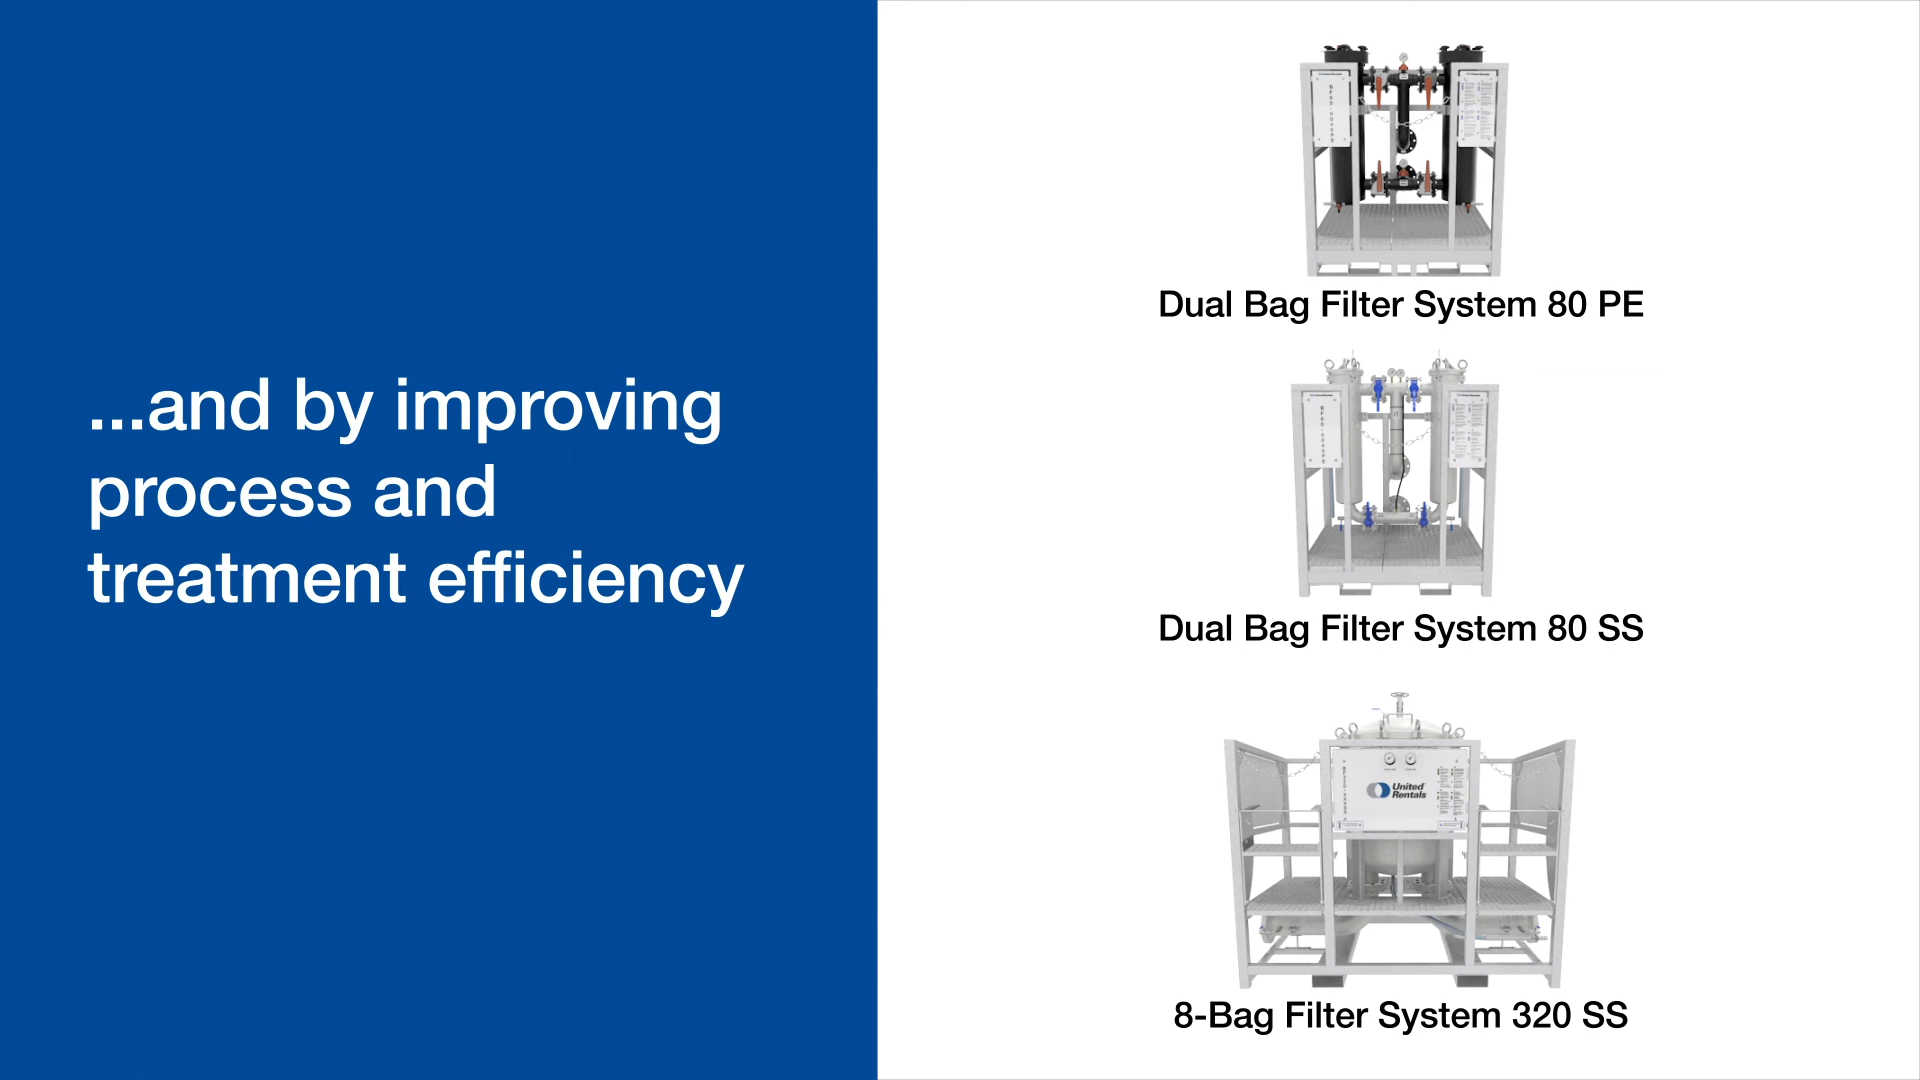 ...and by improving
process and
treatment efficiency
Dual Bag Filter System 80 PE
Dual Bag Filter System 80 SS
United
Rentals
8-Bag Filter System 320 SS